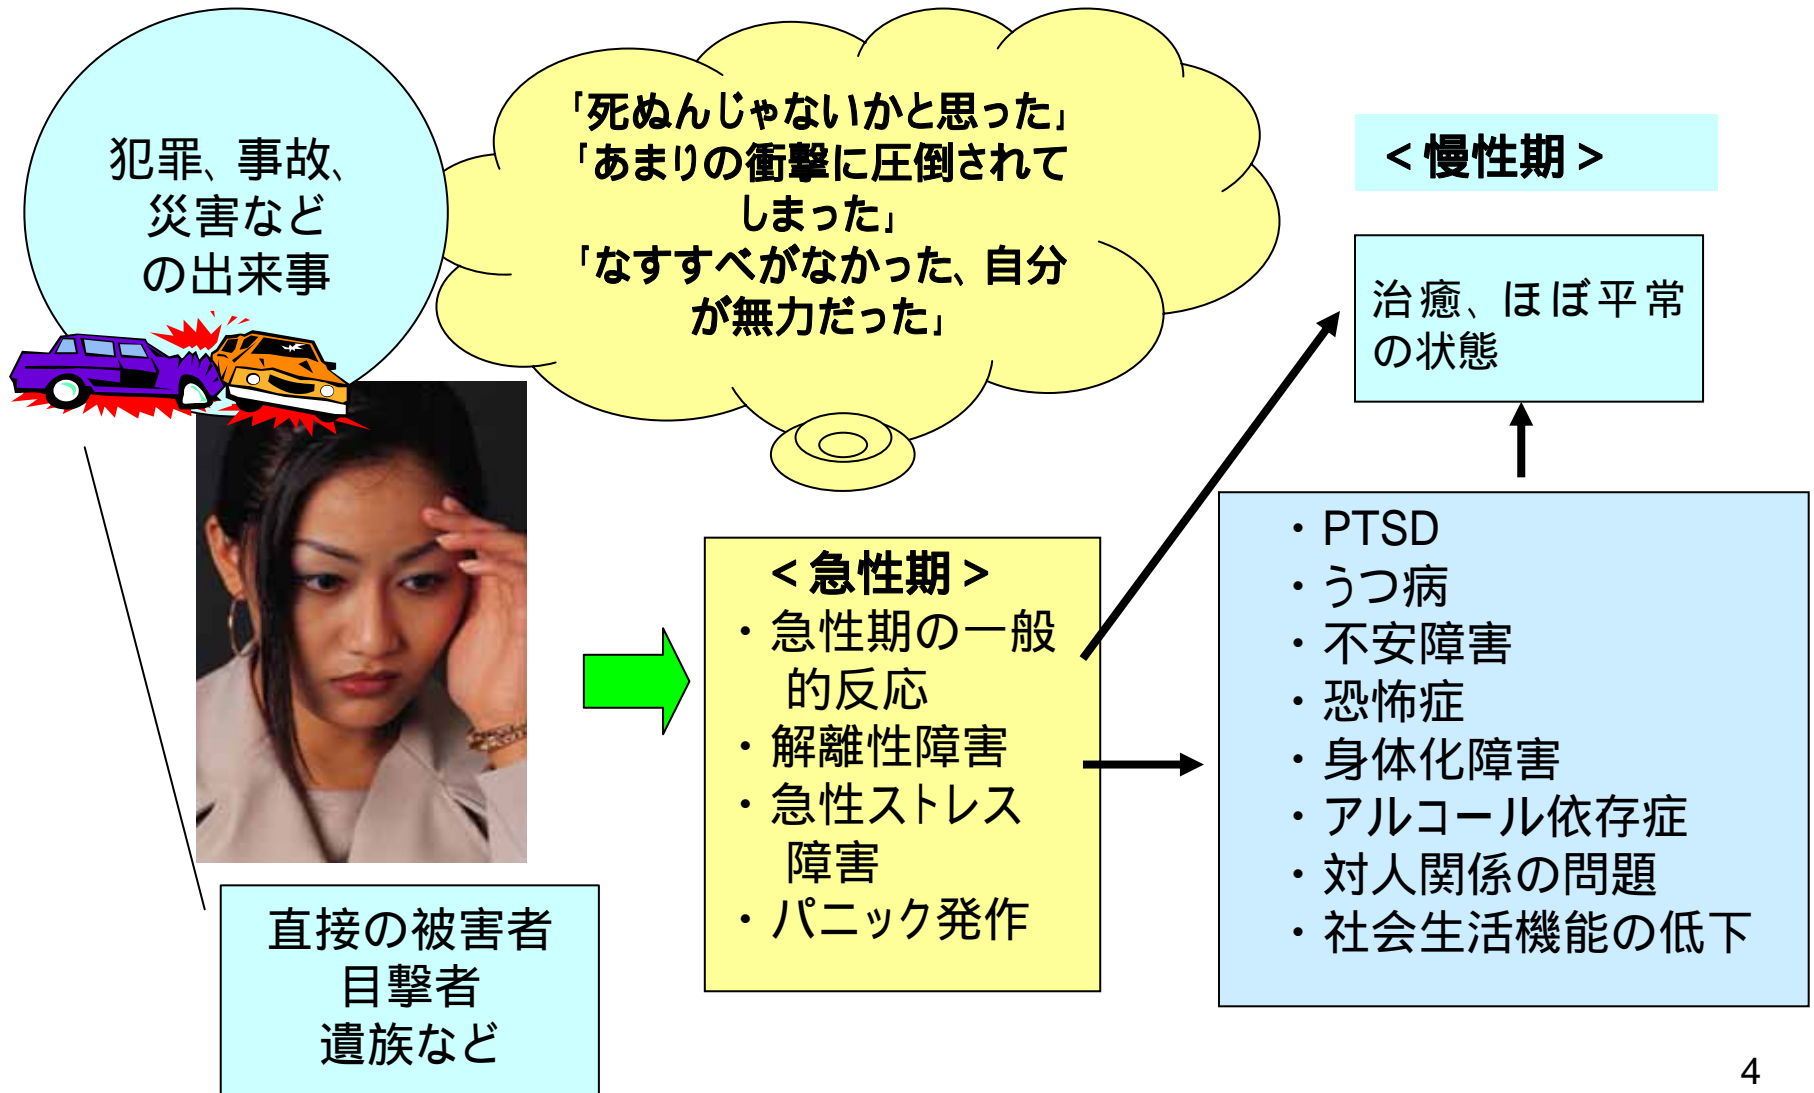 犯罪、事故、
災害など
の出来事
「死ぬんじゃないかと思った」
「あまりの衝撃に圧倒されて
しまった」
「なすすべがなかった、自分
が無力だった」
直接の被害者
目撃者
遺族など
<急性期>
・急性期の一般
的反応
・解離性障害
・急性ストレス
障害
・パニック発作
<慢性期>
治癒、ほぼ平常
の状態
・PTSD
・うつ病
・不安障害
・恐怖症
・身体化障害
・アルコール依存症
・対人関係の問題
・社会生活機能の低下
4